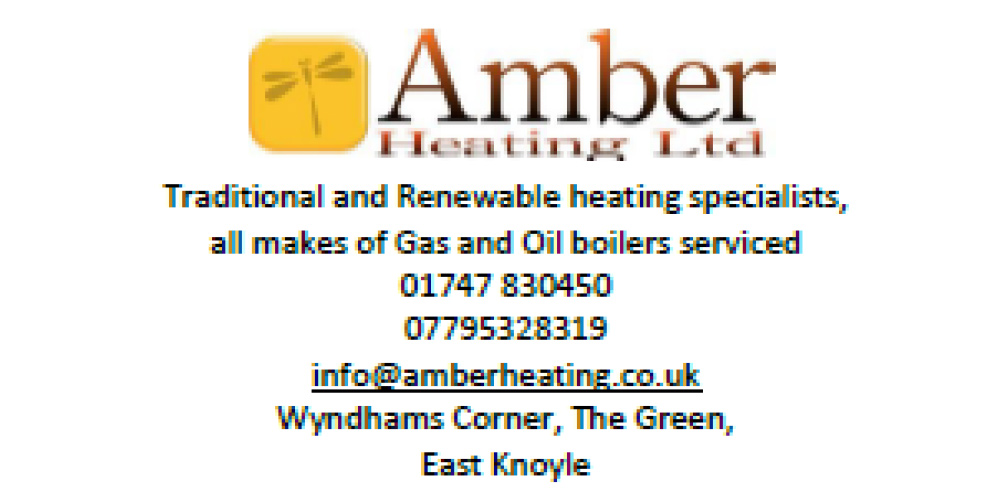 Amber
Heating Ltd
Traditional and Renewable heating specialists,
all makes of Gas and Oil boilers serviced
01747 830450
07795328319
info@amberheating.co.uk
Wyndhams Corner, The Green,
East Knoyle